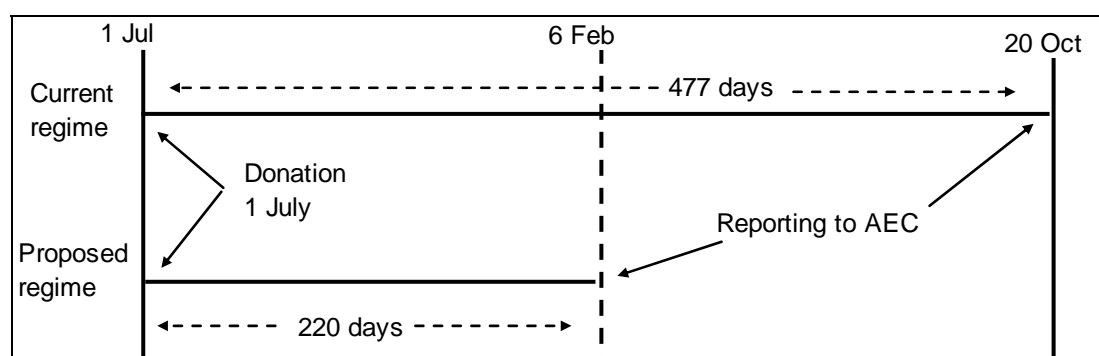 1 Jul
6 Feb
20 Oct
Current
regime
477 days
Donation
1 July
Reporting to AEC
Proposed
regime
220 days